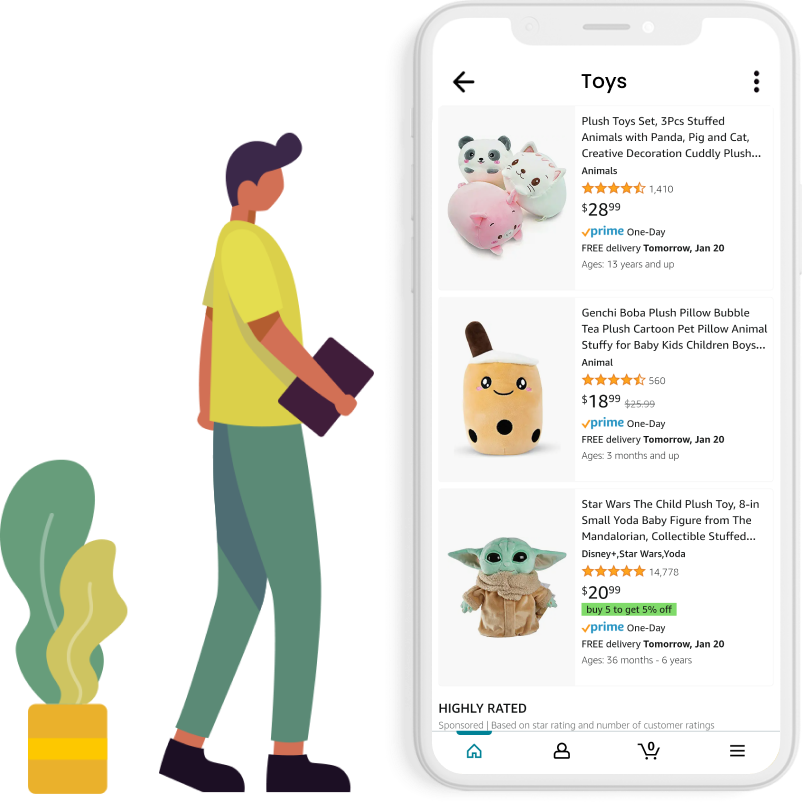 Toys
Plush Toys Set, 3Pcs Stuffed
Animals with Panda, Pig and Cat,
Creative Decoration Cuddly Plush...
Animals
1,410
$2899
prime One-Day
FREE delivery Tomorrow, Jan 20
Ages: 13 years and up
Genchi Boba Plush Pillow Bubble
Tea Plush Cartoon Pet Pillow Animal
Stuffy for Baby Kids Children Boys...
Animal
560
$1899 $25.99
prime One-Day
FREE delivery Tomorrow, Jan 20
Ages: 3 months and up
Star Wars The Child Plush Toy, 8-in
Small Yoda Baby Figure from The
Mandalorian, Collectible Stuffed...
Disney+,Star Wars,Yoda
14,778
$2099
buy 5 to get 5% off
prime One-Day
FREE delivery Tomorrow, Jan 20
Ages: 36 months - 6 years
HIGHLY RATED
Sponsored | Based on star rating and number of customer ratings
0